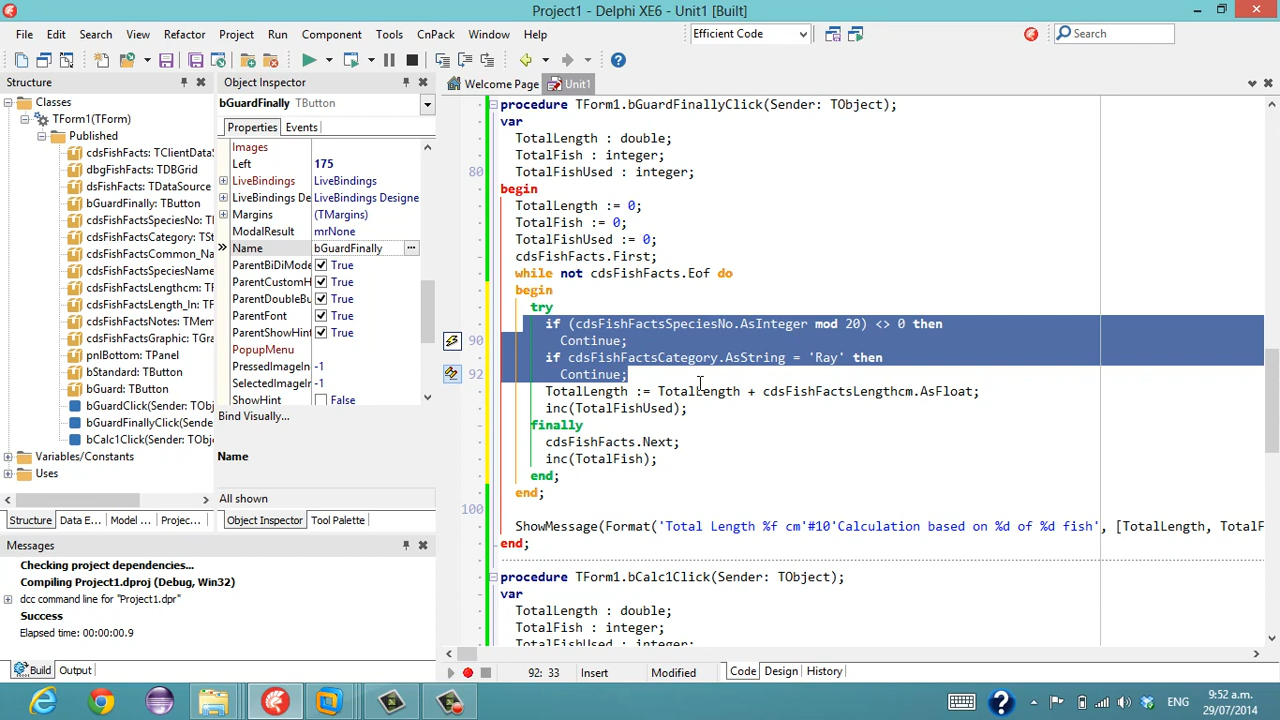 Project1 - Delphi XE6 - Unit1 [Built]
File Edit Search View Refactor Project Run Component Tools CnPack Window Help
Efficient Code
Search
Structure
Classes
TForm1(TForm)
Published
cdsFishFacts: TClientDataS
dbgFishFacts: TDBGrid
dsFishFacts: TDataSource
bGuardFinally: TButton
cdsFishFactsSpeciesNo: TF
cdsFishFactsCategory: TSt
cdsFishFactsCommon_Na
cdsFishFactsSpeciesName
cdsFishFactsLengthcm: TF
cdsFishFactsLength_In: TF
cdsFishFactsNotes: TMem
cdsFishFactsGraphic: TGra
pnlBottom: TPanel
bGuardClick(Sender: TObj
bGuardFinallyClick(Sender
bCalc1Click(Sender: TObj
Variables/Constants
Uses
Structure Data E... Model ... Projec...
Object Inspector
bGuardFinally TButton
Properties Events
Images
Left 175
LiveBindings LiveBindings
LiveBindings De LiveBindings Designe
Margins (TMargins)
ModalResult mrNone
Name bGuardFinally ...
ParentBiDiMode True
ParentCustomH True
ParentDoubleBu True
ParentFont True
ParentShowHint True
PopupMenu
PressedImageIn -1
SelectedImageI -1
ShowHint False
Bind Visually...
Name
All shown
Object Inspector Tool Palette
Welcome Page Unit1
procedure TForm1.bGuardFinallyClick(Sender: TObject);
var
TotalLength : double;
TotalFish : integer;
80 TotalFishUsed : integer;
begin
TotalLength := 0;
TotalFish := 0;
TotalFishUsed := 0;
cdsFishFacts.First;
while not cdsFishFacts.Eof do
begin
try
if (cdsFishFactsSpeciesNo.AsInteger mod 20) <> 0 then
90 Continue;
if cdsFishFactsCategory.AsString = 'Ray' then
92 Continue;
TotalLength := TotalLength + cdsFishFactsLengthcm.AsFloat;
inc(TotalFishUsed);
finally
cdsFishFacts.Next;
inc(TotalFish);
end;
end;
100
ShowMessage(Format('Total Length %f cm'#10'Calculation based on %d of %d fish', [TotalLength, TotalF
end;
procedure TForm1.bCalc1Click(Sender: TObject);
var
TotalLength : double;
TotalFish : integer;
TotalFishUsed : integer;
92: 33 Insert Modified Code Design History
Messages
Checking project dependencies...
Compiling Project1.dproj (Debug, Win32)
dcc command line for "Project1.dpr"
Success
Elapsed time: 00:00:00.9
Build Output
ENG
9:52 a.m.
29/07/2014